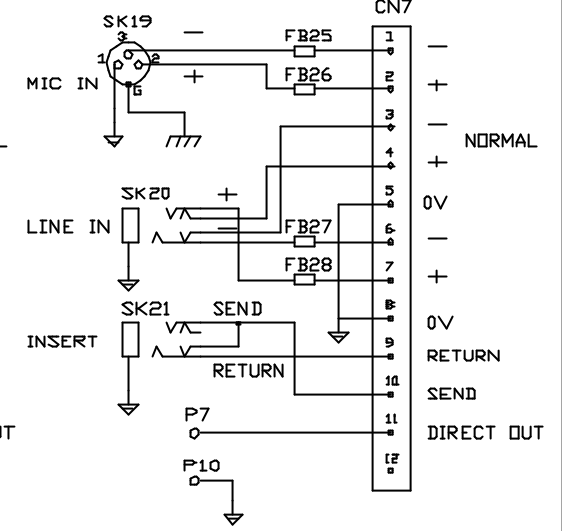 CN7
SK19
3
1
2
G
MIC IN
−
+
FB25
FB26
1
−
2
+
3
−
NORMAL
4
+
SK20
+
LINE IN
−
5
0V
FB27
6
−
FB28
7
+
SK21
SEND
8
0V
INSERT
RETURN
9
RETURN
10
SEND
P7
11
DIRECT OUT
UT
P10
12